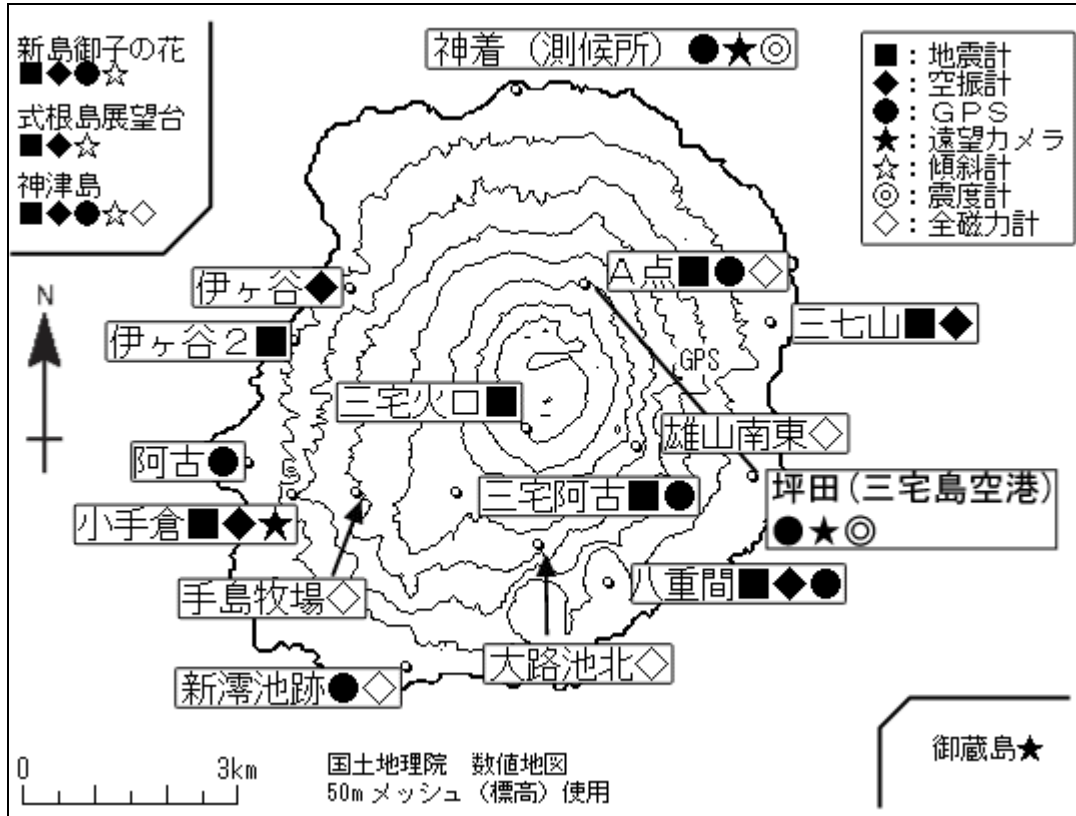 新島御子の花
■◆●☆
式根島展望台
■◆☆
神津島
■◆●☆◇
神着（測候所） ●★◎
■：地震計
◆：空振計
●：ＧＰＳ
★：遠望カメラ
☆：傾斜計
◎：震度計
◇：全磁力計
N
伊ヶ谷◆
Ａ点■●◇
伊ヶ谷２■
三七山■◆
GPS
三宅火口■
雄山南東◇
阿古●
三宅阿古■●
坪田（三宅島空港）
●★◎
小手倉■◆★
手島牧場◇
八重間■◆●
大路池北◇
新澪池跡●◇
御蔵島★
0 3km
国土地理院 数値地図
50mメッシュ（標高）使用